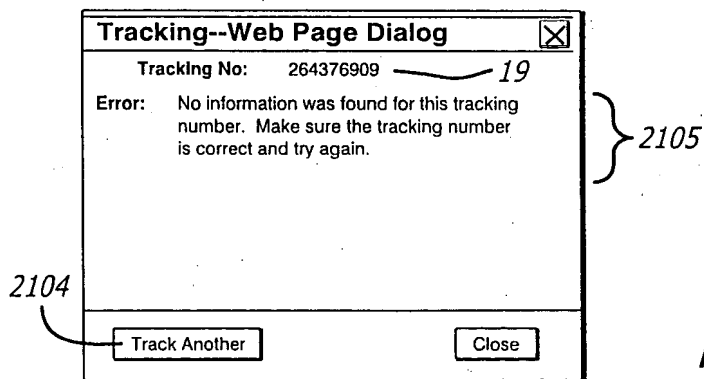 Tracking--Web Page Dialog
Tracking No: 264376909 19
Error: No information was found for this tracking
number. Make sure the tracking number
is correct and try again.
2105
2104
Track Another Close